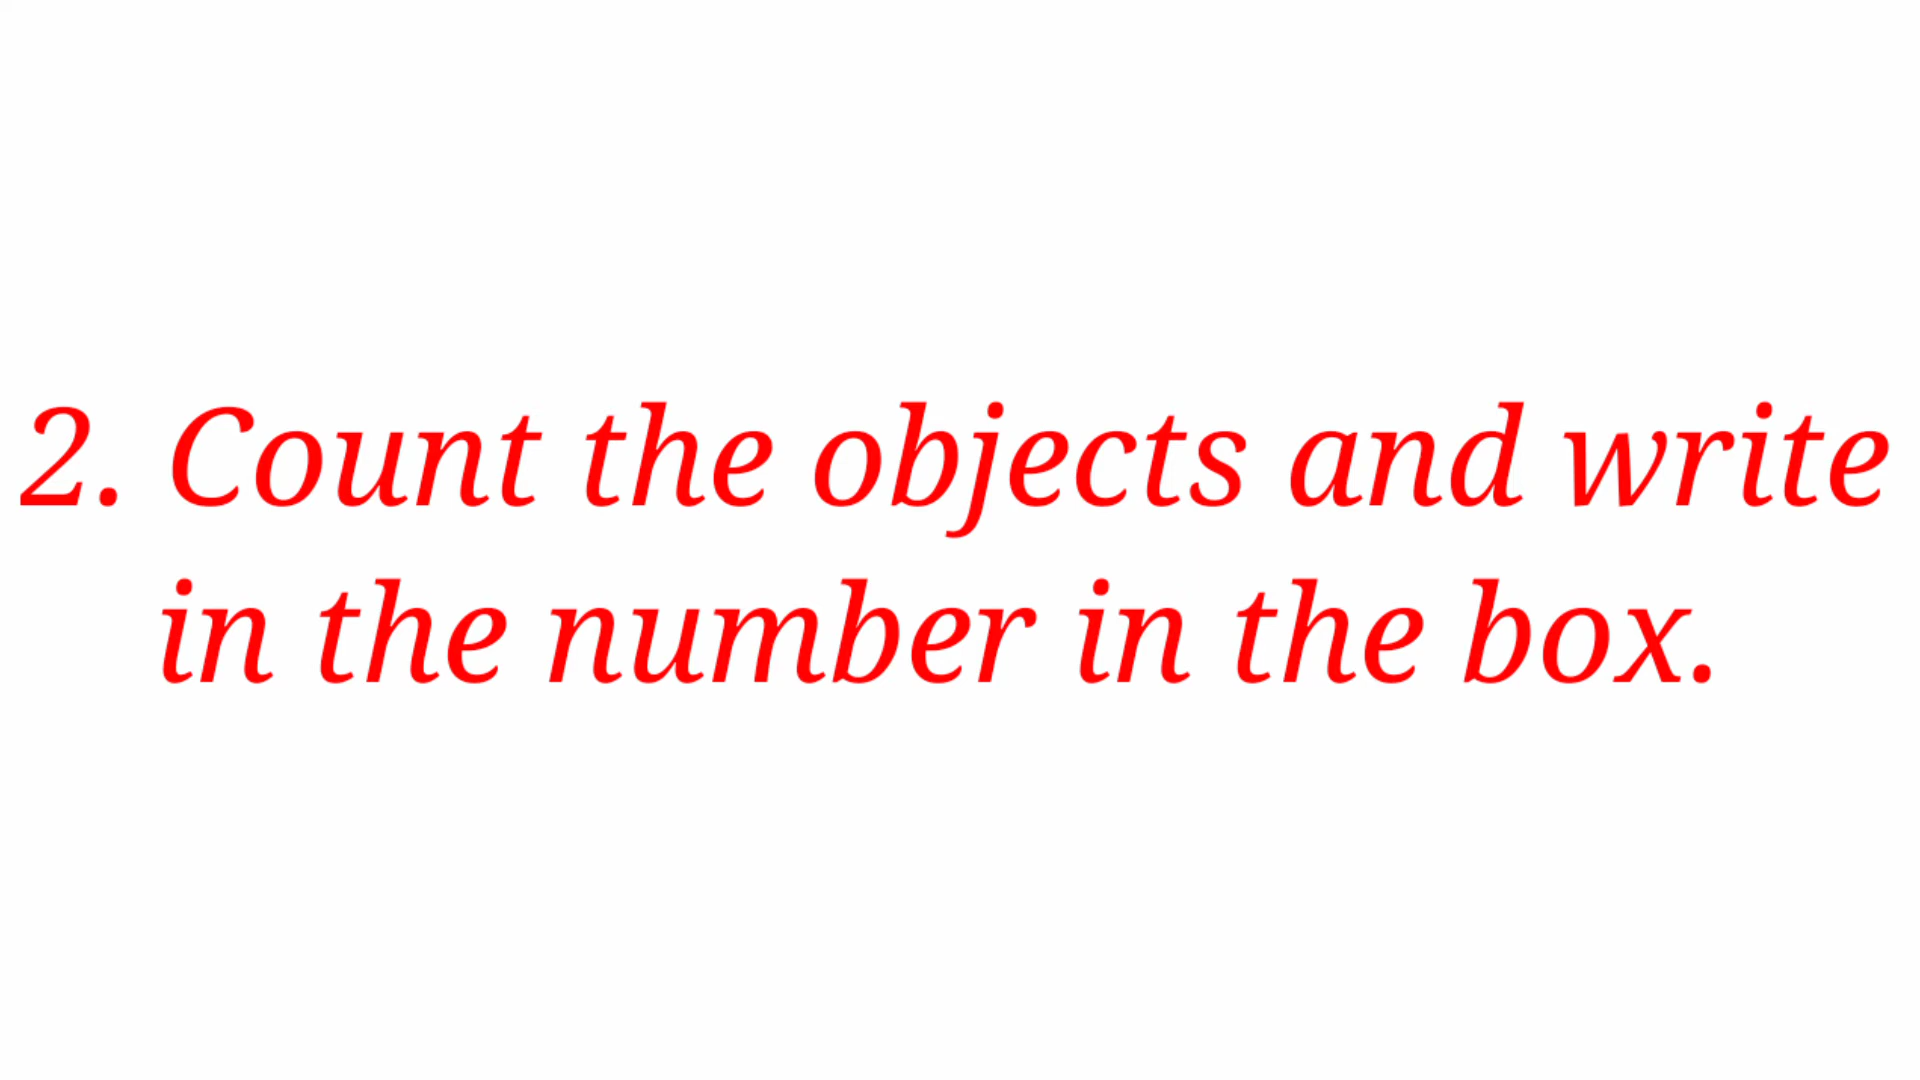 2. Count the objects and write
in the number in the box.